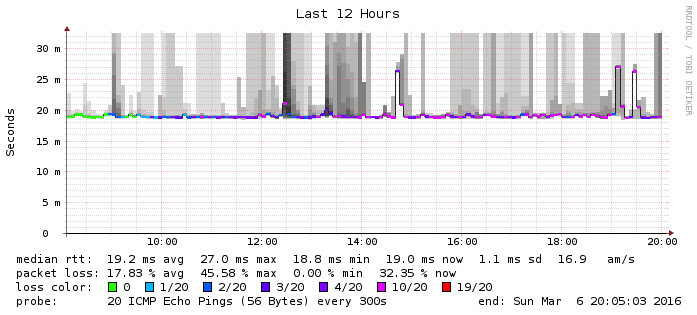 Last 12 Hours
RRDTOOL / TOBI OETIKER
Seconds
30 m
25 m
20 m
15 m
10 m
5 m
0
10:00 12:00 14:00 16:00 18:00 20:00
median rtt: 19.2 ms avg 27.0 ms max 18.8 ms min 19.0 ms now 1.1 ms sd 16.9 am/s
packet loss: 17.83 % avg 45.58 % max 0.00 % min 32.35 % now
loss color: 0 1/20 2/20 3/20 4/20 10/20 19/20
probe: 20 ICMP Echo Pings (56 Bytes) every 300s end: Sun Mar 6 20:05:03 2016